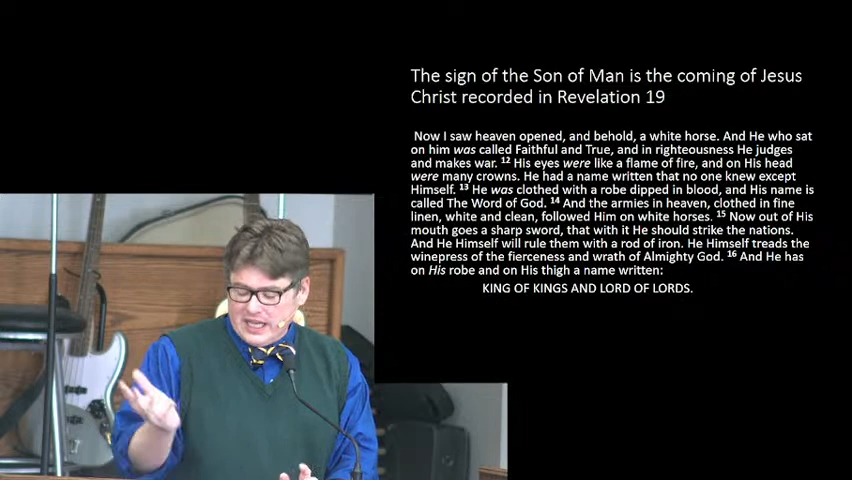 The sign of the Son of Man is the coming of Jesus
Christ recorded in Revelation 19
Now I saw heaven opened, and behold, a white horse. And He who sat
on him was called Faithful and True, and in righteousness He judges
and makes war. 12 His eyes were like a flame of fire, and on His head
were many crowns. He had a name written that no one knew except
Himself. 13 He was clothed with a robe dipped in blood, and His name is
called The Word of God. 14 And the armies in heaven, clothed in fine
linen, white and clean, followed Him on white horses. 15 Now out of His
mouth goes a sharp sword, that with it He should strike the nations.
And He Himself will rule them with a rod of iron. He Himself treads the
winepress of the fierceness and wrath of Almighty God. 16 And He has
on His robe and on His thigh a name written:
KING OF KINGS AND LORD OF LORDS.